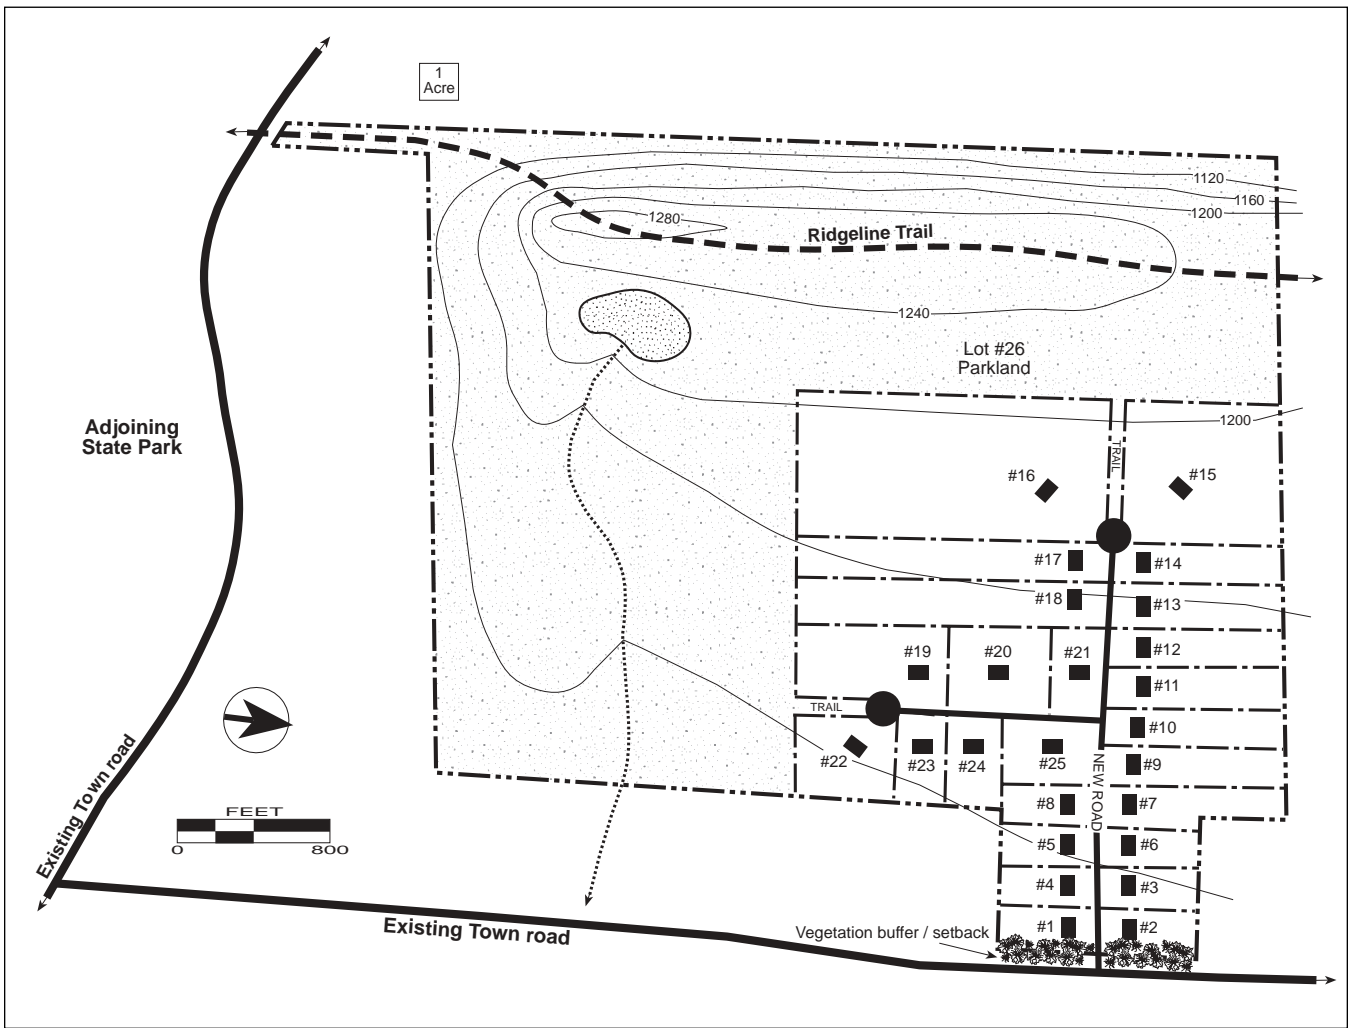 1
Acre
1120
1160
1200
1280
Ridgeline Trail
1240
Lot #26
Parkland
1200
Adjoining
State Park
TRAIL
#16
#15
#17
#14
#18
#13
#19
#20
#21
#12
#11
TRAIL
#10
#22
#23
#24
#25
#9
NEW ROAD
#8
#7
#5
#6
#4
#3
#1
#2
Existing Town road
FEET
0
800
Existing Town road
Vegetation buffer / setback